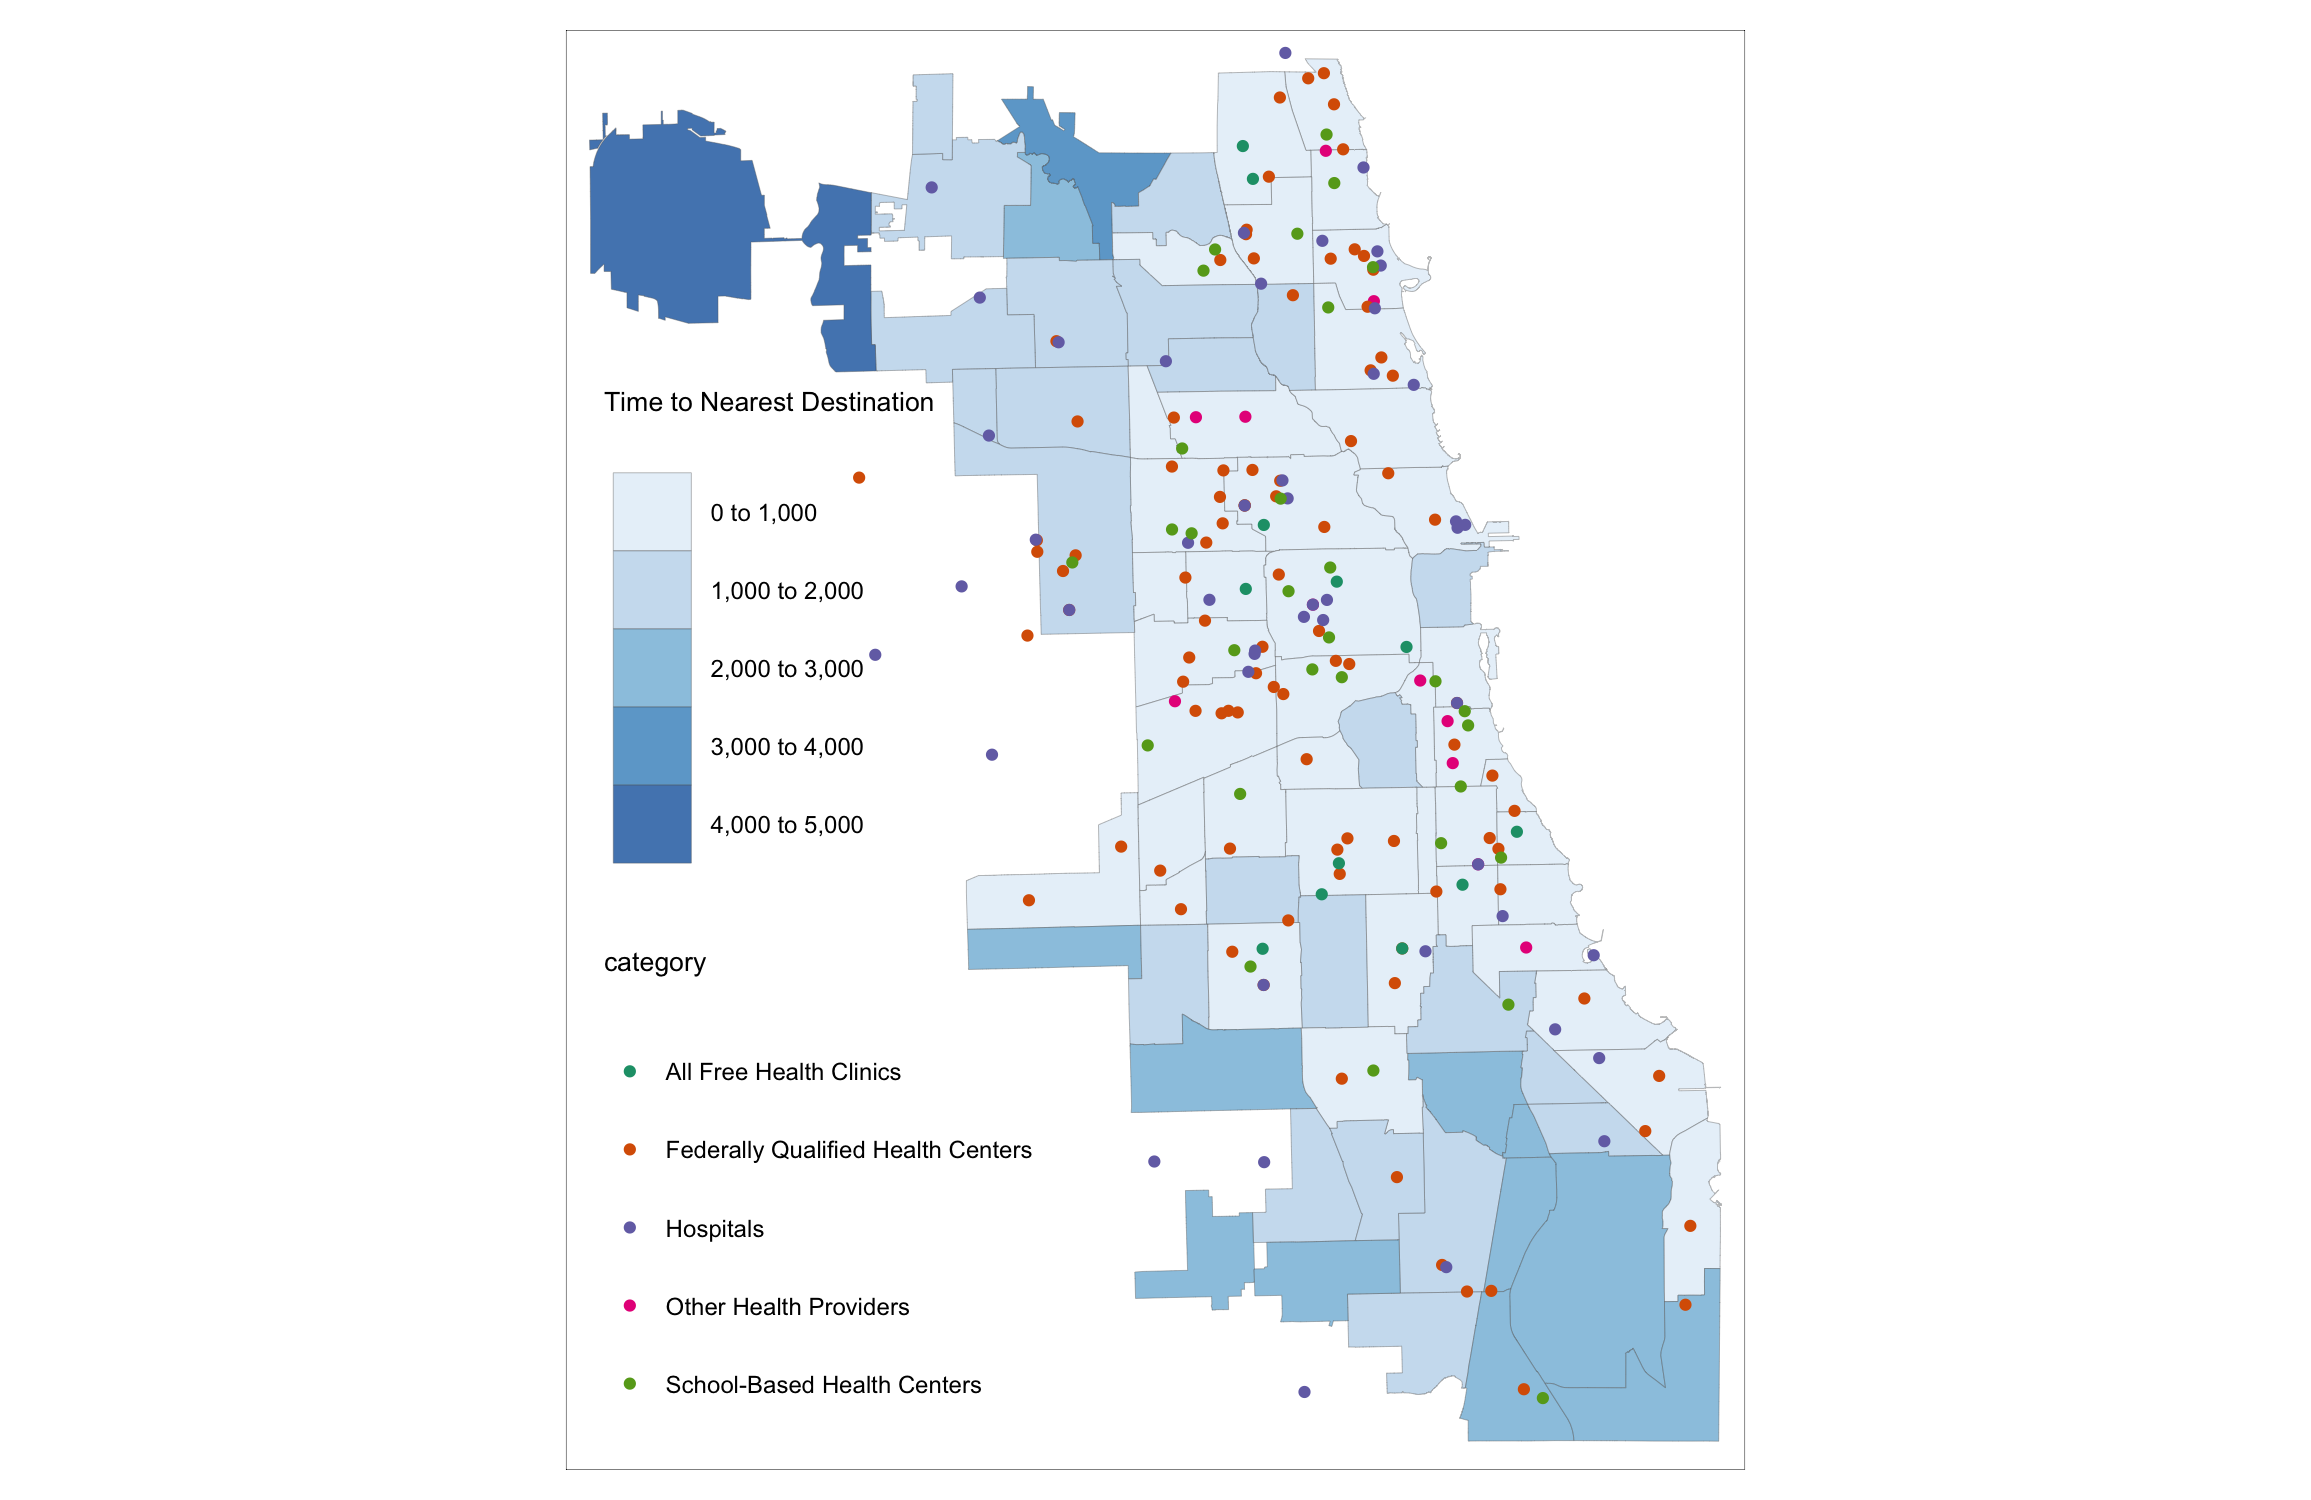 Time to Nearest Destination
0 to 1,000
1,000 to 2,000
2,000 to 3,000
3,000 to 4,000
4,000 to 5,000
category
All Free Health Clinics
Federally Qualified Health Centers
Hospitals
Other Health Providers
School-Based Health Centers